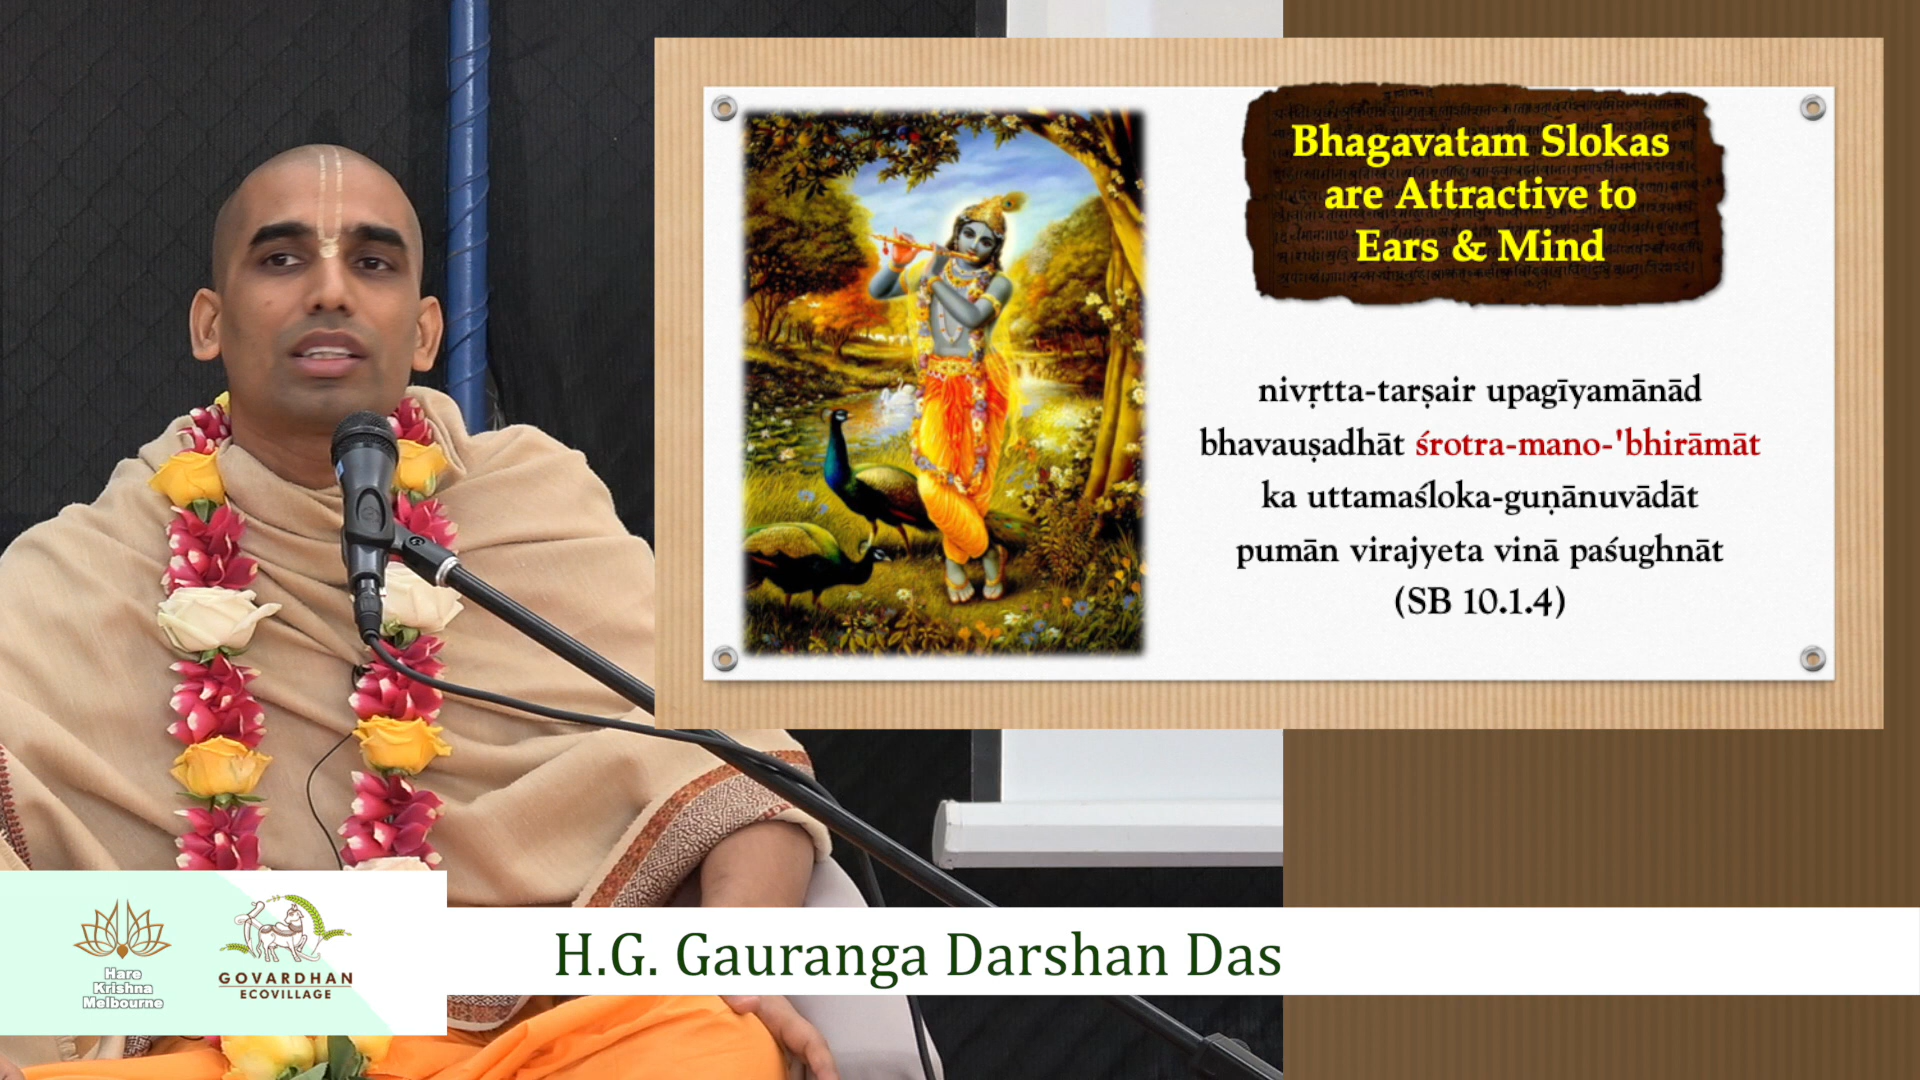 Bhagavatam Slokas
are Attractive to
Ears & Mind
nivṛtta-tarṣair upagīyamānād
bhavauṣadhāt śrotra-mano-'bhirāmāt
ka uttamaśloka-guṇānuvādāt
pumān virajyeta vinā paśughnāt
(SB 10.1.4)
H.G. Gauranga Darshan Das
Hare
Krishna
Melbourne
GOVARDHAN
ECOVILLAGE